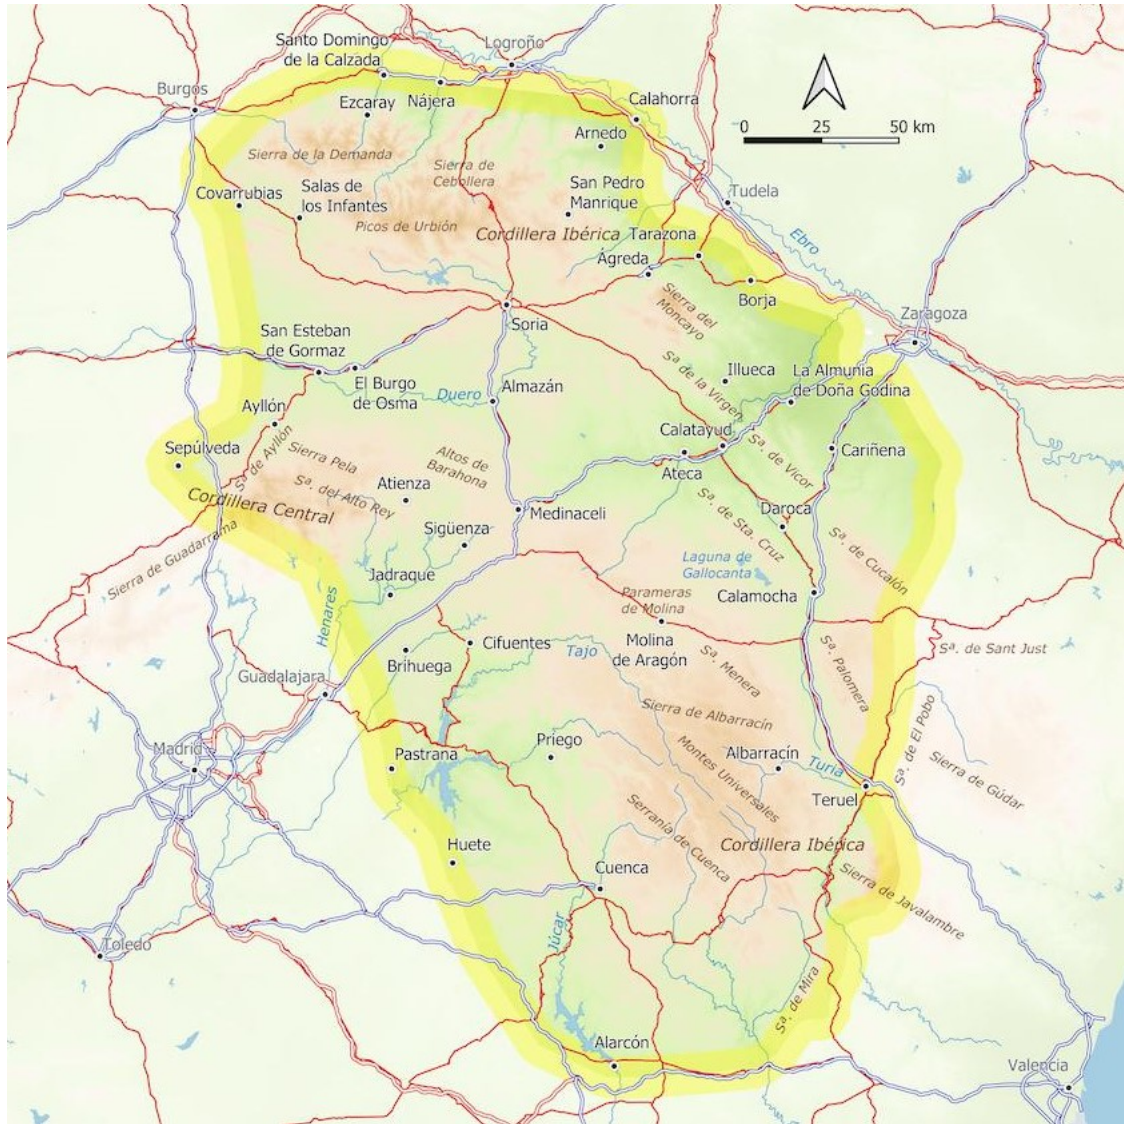 Santo Domingo
de la Calzada
Logroño
Burgos
Ezcaray
Nájera
Calahorra
0 25 50 km
Arnedo
Sierra de la Demanda
Sierra de
Cebollera
Covarrubias
Salas de
los Infantes
San Pedro
Manrique
Tudela
Picos de Urbión
Cordillera Ibérica
Tarazona
Ebro
Ágreda
Borja
Sierra del
Moncayo
Soria
Zaragoza
San Esteban
de Gormaz
Sª de la Virgen
Illueca
La Almunia
de Doña Godina
El Burgo
de Osma
Duero
Almazán
Ayllón
Calatayud
Sepúlveda
Sª de Ayllón
Sierra Pela
Altos de
Barahona
Ateca
Sª. de Vicor
Cariñena
Sª. del Alto Rey
Atienza
Cordillera Central
Medinaceli
Sª. de Sta. Cruz
Daroca
Sigüenza
Sierra de Guadarrama
Laguna de
Gallocanta
Sª. de Cucalón
Jadraque
Henares
Parameras
de Molina
Calamocha
Cifuentes
Tajo
Molina
de Aragón
Brihuega
Sª. Menera
Sª. Palomera
Sª. de Sant Just
Guadalajara
Sierra de Albarracín
Sª. de El Pobo
Madrid
Pastrana
Priego
Montes Universales
Albarracín
Turia
Sierra de Gúdar
Teruel
Serranía de Cuenca
Huete
Cordillera Ibérica
Cuenca
Sierra de Javalambre
Júcar
Toledo
Sª. de Mira
Alarcón
Valencia